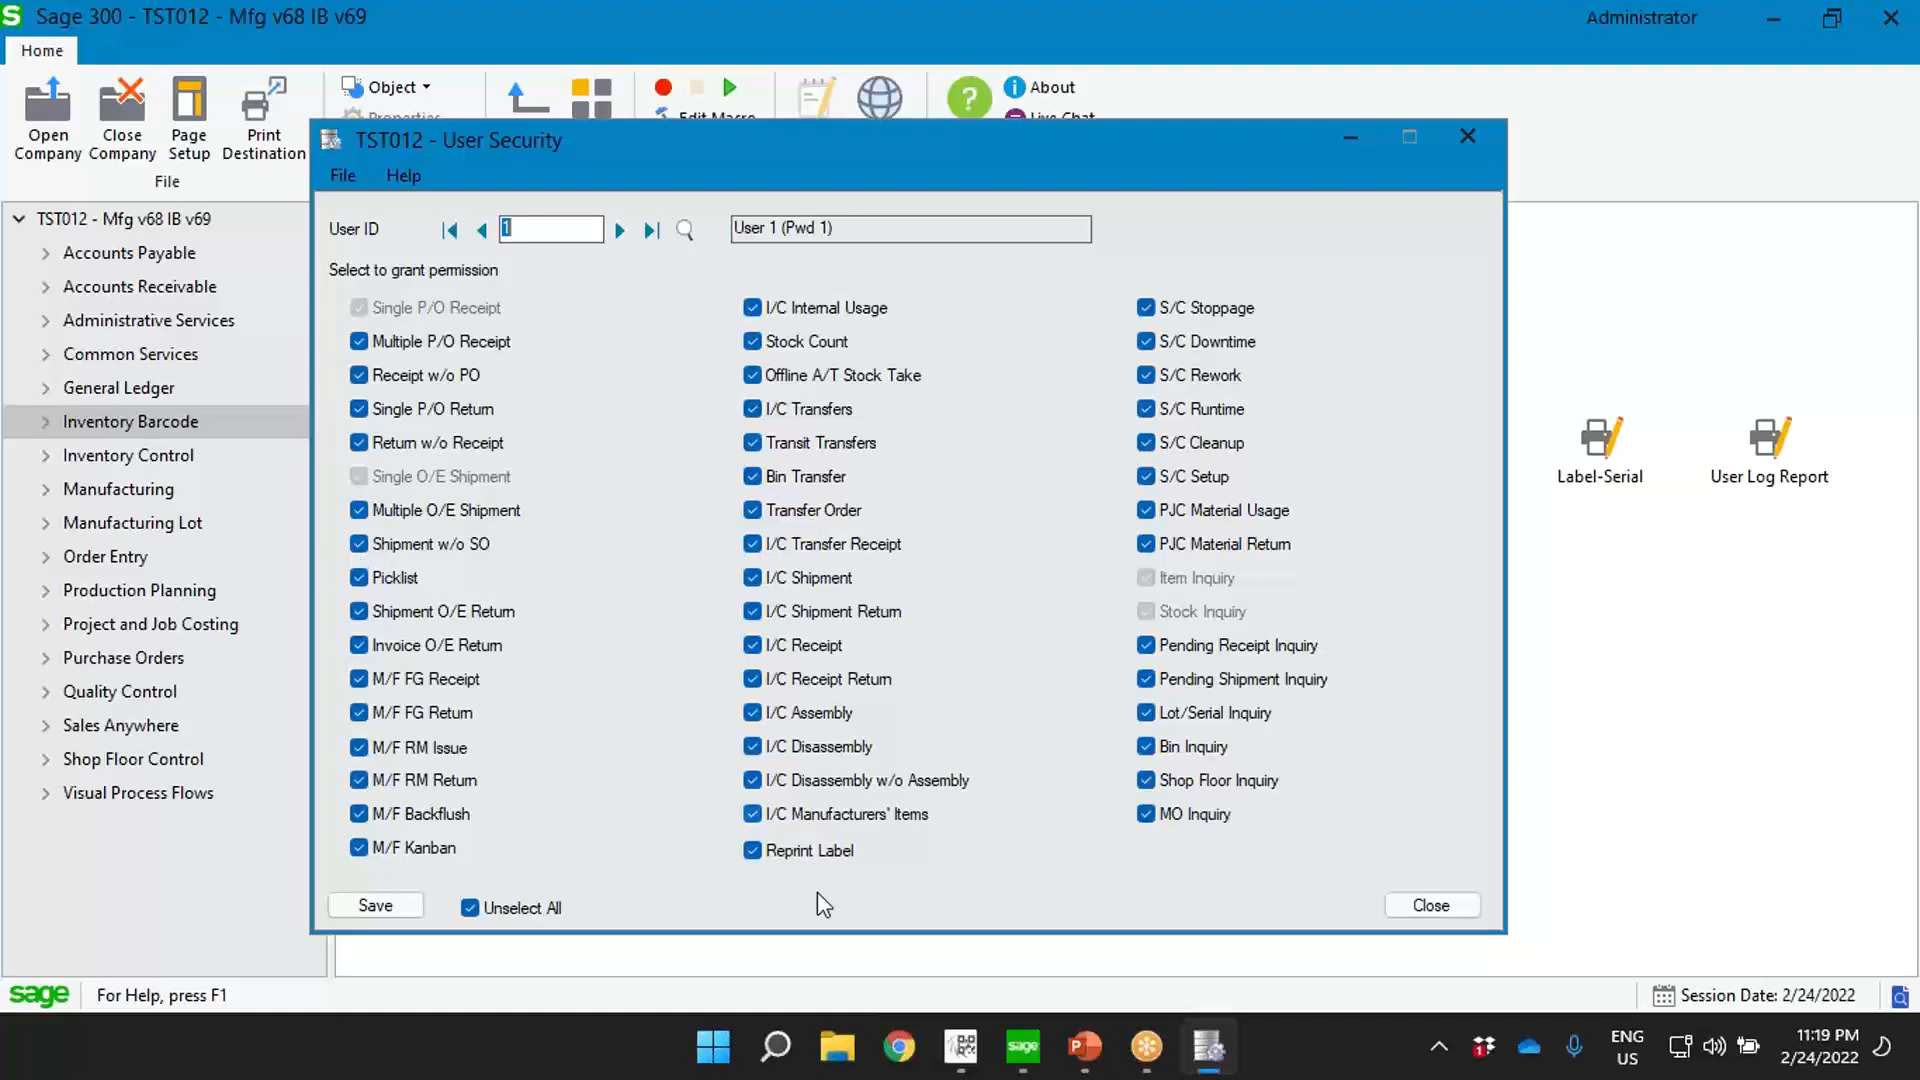 Sage 300 - TST012 - Mfg v68 IB v69
Administrator
Home
Open Company
Close Company
Page Setup
Print Destination
File
Object
Properties
Edit Macro
About
Live Chat
TST012 - User Security
File
Help
User ID
1
User 1 (Pwd 1)
Select to grant permission
Single P/O Receipt
Multiple P/O Receipt
Receipt w/o PO
Single P/O Return
Return w/o Receipt
Single O/E Shipment
Multiple O/E Shipment
Shipment w/o SO
Picklist
Shipment O/E Return
Invoice O/E Return
M/F FG Receipt
M/F FG Return
M/F RM Issue
M/F RM Return
M/F Backflush
M/F Kanban
I/C Internal Usage
Stock Count
Offline A/T Stock Take
I/C Transfers
Transit Transfers
Bin Transfer
Transfer Order
I/C Transfer Receipt
I/C Shipment
I/C Shipment Return
I/C Receipt
I/C Receipt Return
I/C Assembly
I/C Disassembly
I/C Disassembly w/o Assembly
I/C Manufacturers' Items
Reprint Label
S/C Stoppage
S/C Downtime
S/C Rework
S/C Runtime
S/C Cleanup
S/C Setup
PJC Material Usage
PJC Material Return
Item Inquiry
Stock Inquiry
Pending Receipt Inquiry
Pending Shipment Inquiry
Lot/Serial Inquiry
Bin Inquiry
Shop Floor Inquiry
MO Inquiry
Save
Unselect All
Close
TST012 - Mfg v68 IB v69
Accounts Payable
Accounts Receivable
Administrative Services
Common Services
General Ledger
Inventory Barcode
Inventory Control
Manufacturing
Manufacturing Lot
Order Entry
Production Planning
Project and Job Costing
Purchase Orders
Quality Control
Sales Anywhere
Shop Floor Control
Visual Process Flows
Label-Serial
User Log Report
sage
For Help, press F1
Session Date: 2/24/2022
sage
ENG
US
11:19 PM
2/24/2022